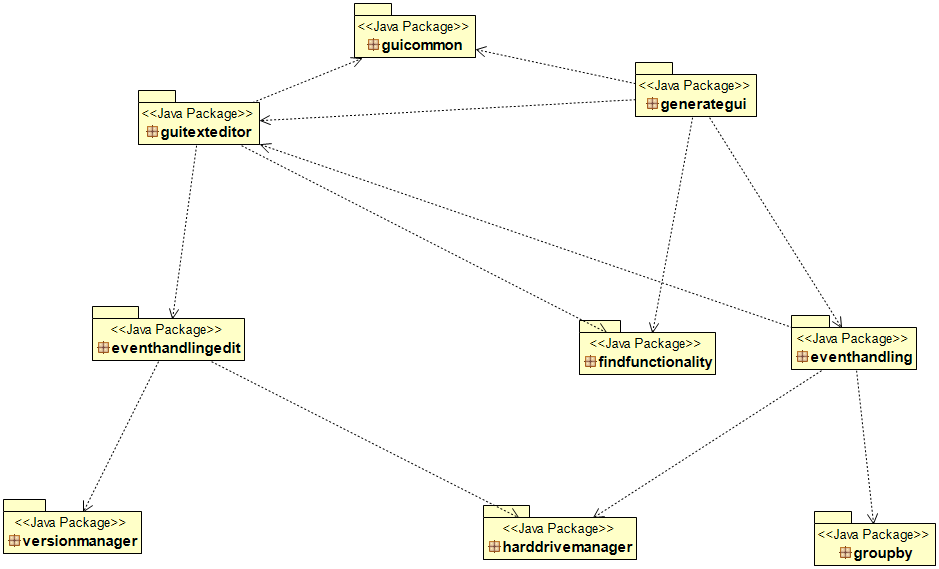 <<Java Package>>
guicommon
<<Java Package>>
generategui
<<Java Package>>
guitexteditor
<<Java Package>>
eventhandlingedit
<<Java Package>>
findfunctionality
<<Java Package>>
eventhandling
<<Java Package>>
versionmanager
<<Java Package>>
harddrivemanager
<<Java Package>>
groupby